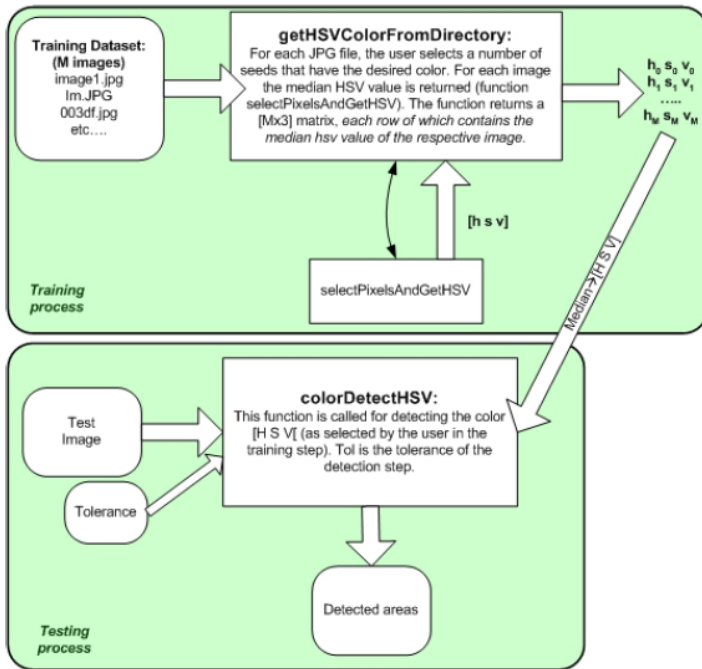 Training Dataset:
(M images)
image1.jpg
Im.JPG
003df.jpg
etc....
getHSVColorFromDirectory:
For each JPG file, the user selects a number of
seeds that have the desired color. For each image
the median HSV value is returned (function
selectPixelsAndGetHSV). The function returns a
[Mx3] matrix, each row of which contains the
median hsv value of the respective image.
h0 s0 v0
h1 s1 v1
.....
hM sM vM
[h s v]
selectPixelsAndGetHSV
Training
process
Median→[H S V]
colorDetectHSV:
This function is called for detecting the color
[H S V[ (as selected by the user in the
training step). Tol is the tolerance of the
detection step.
Test
Image
Tolerance
Detected areas
Testing
process